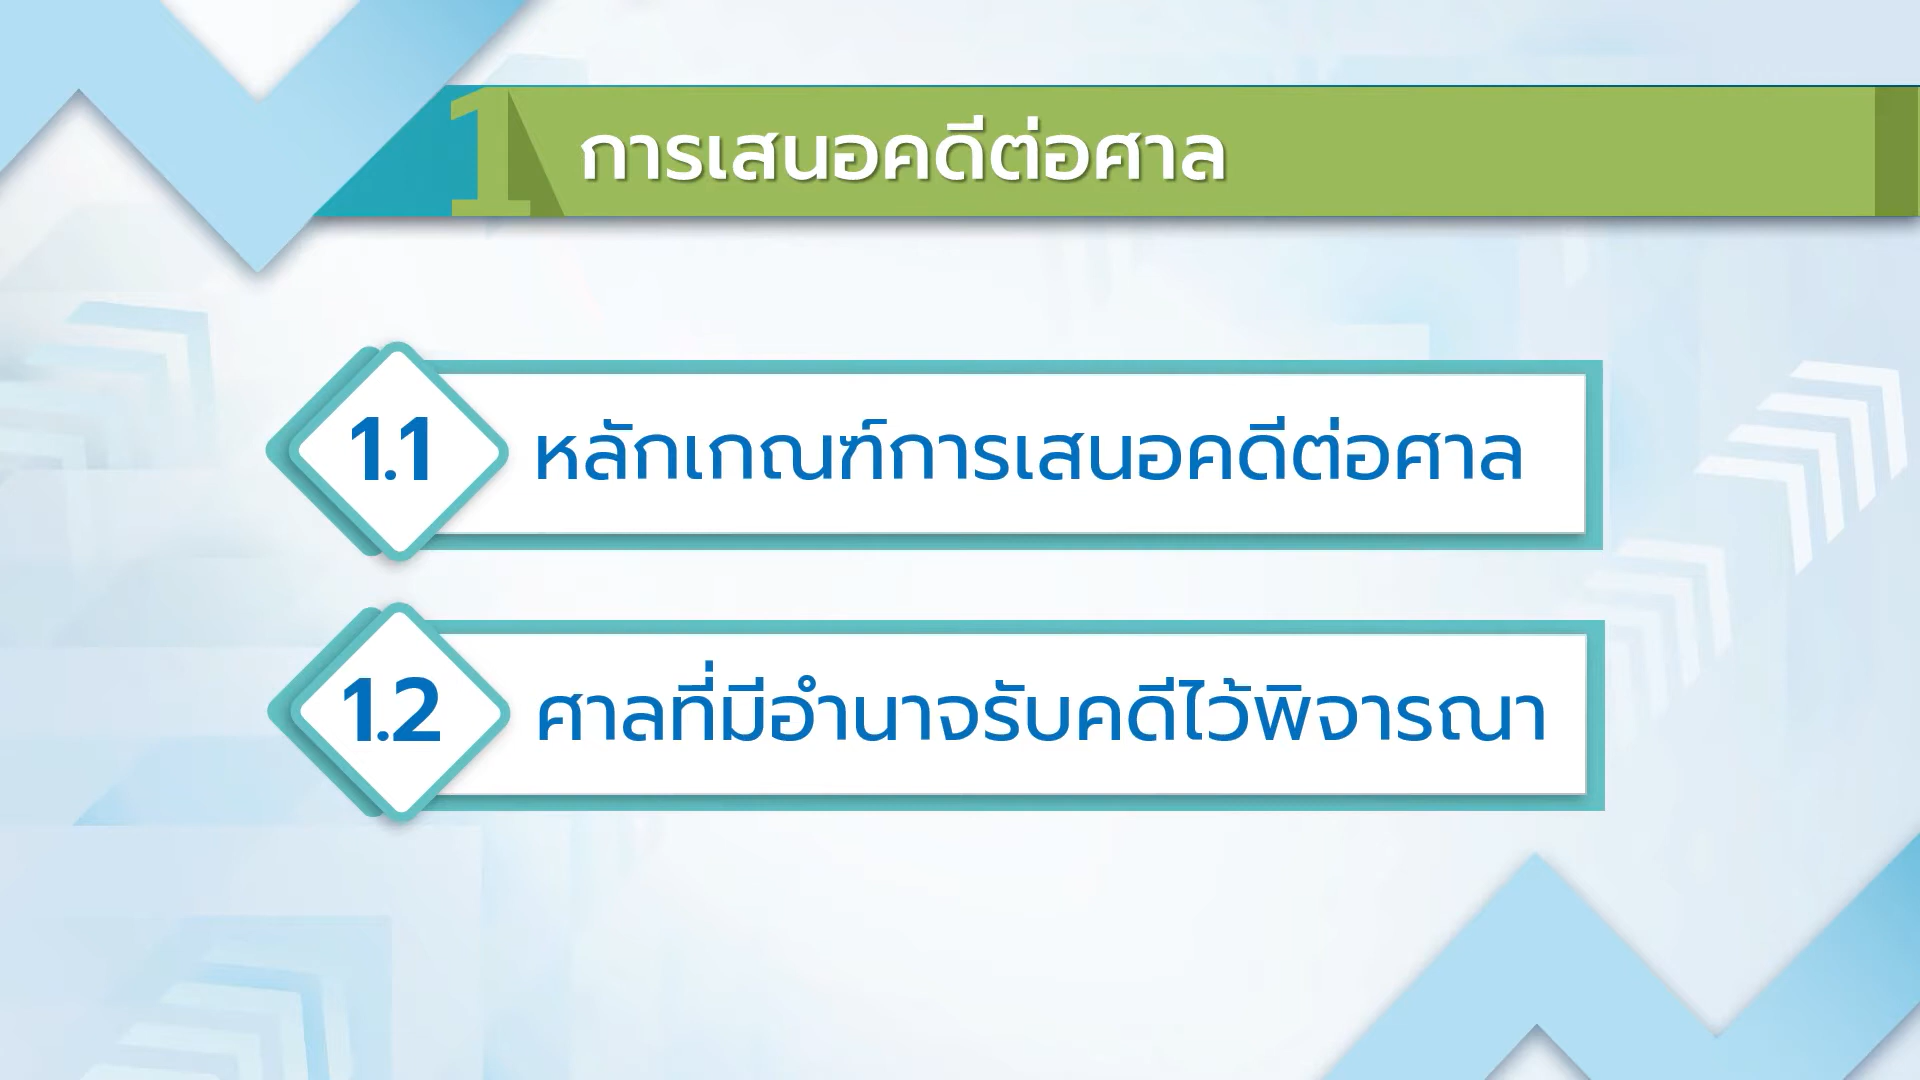 1 การเสนอคดีต่อศาล
1.1 หลักเกณฑ์การเสนอคดีต่อศาล
1.2 ศาลที่มีอำนาจรับคดีไว้พิจารณา